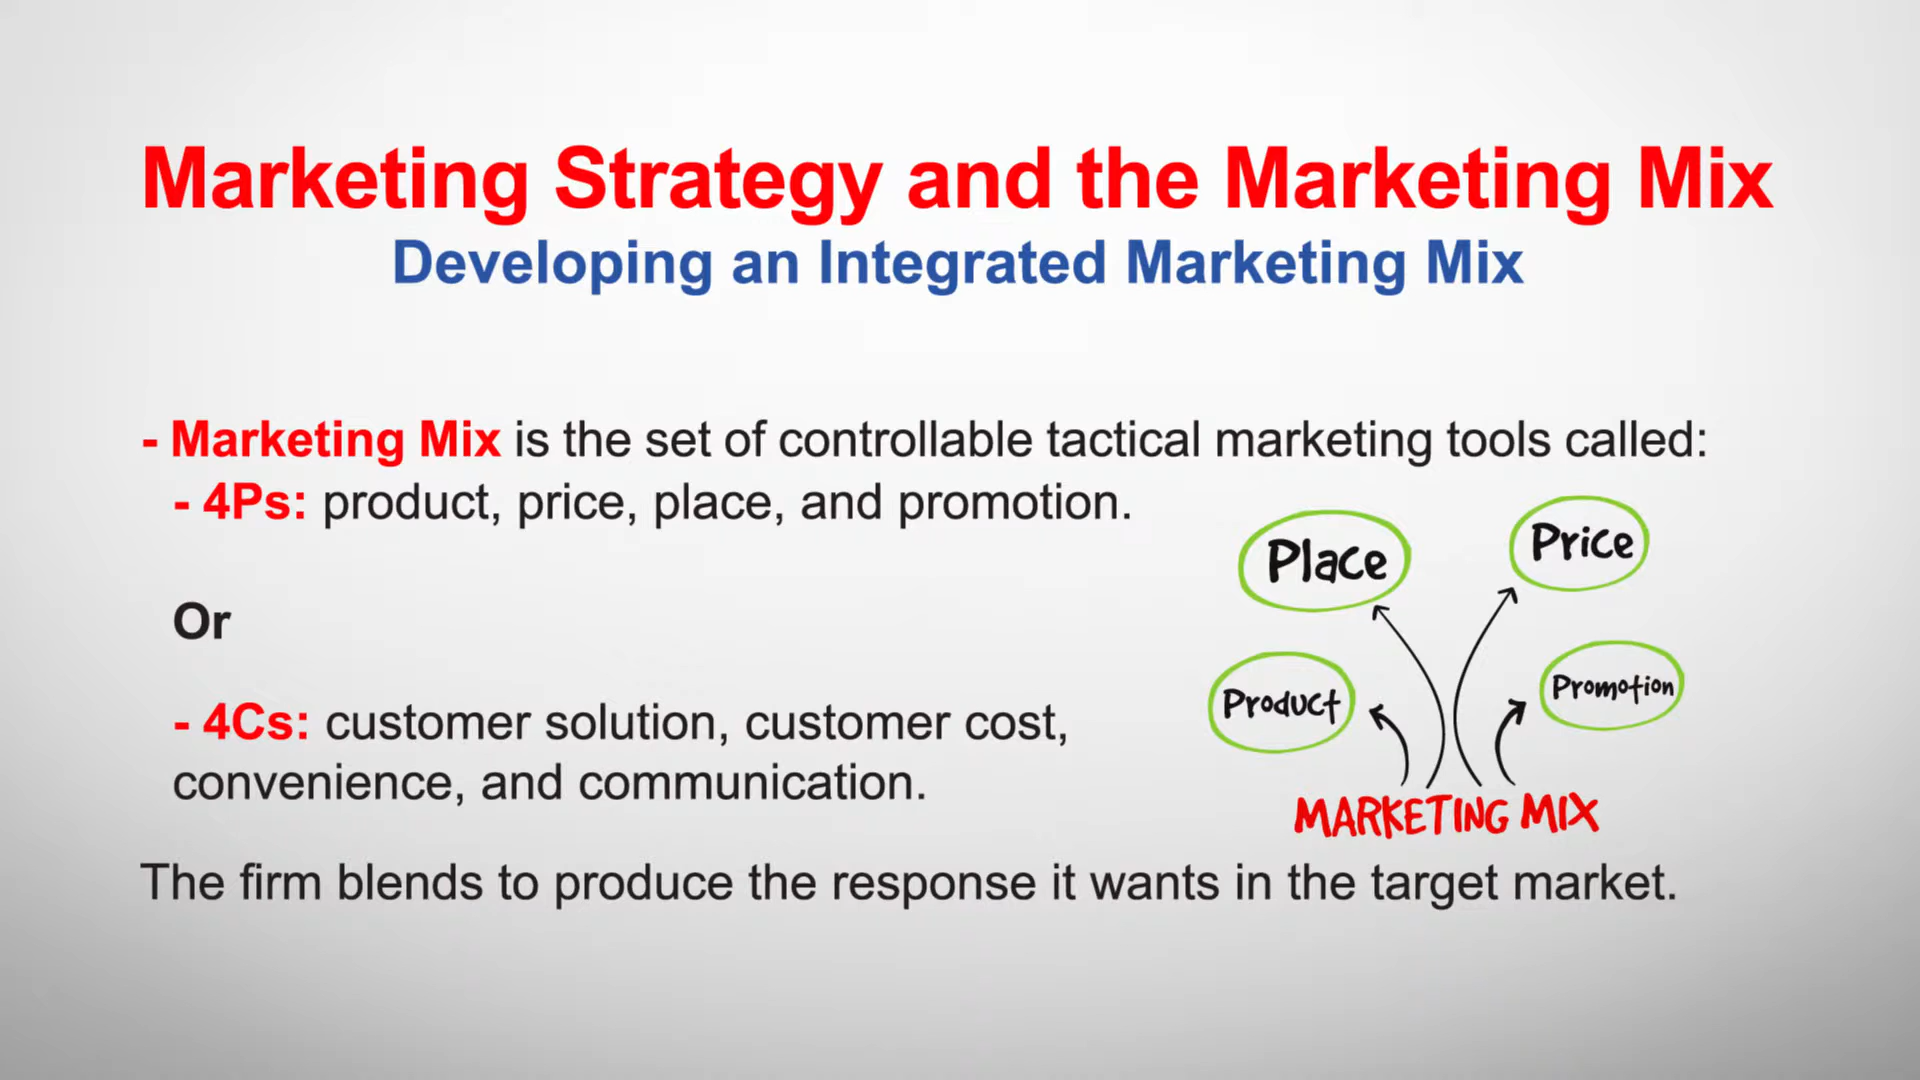 Marketing Strategy and the Marketing Mix
Developing an Integrated Marketing Mix
- Marketing Mix is the set of controllable tactical marketing tools called:
- 4Ps: product, price, place, and promotion.
Or
- 4Cs: customer solution, customer cost,
convenience, and communication.
Place
Price
Product
Promotion
MARKETING MIX
The firm blends to produce the response it wants in the target market.